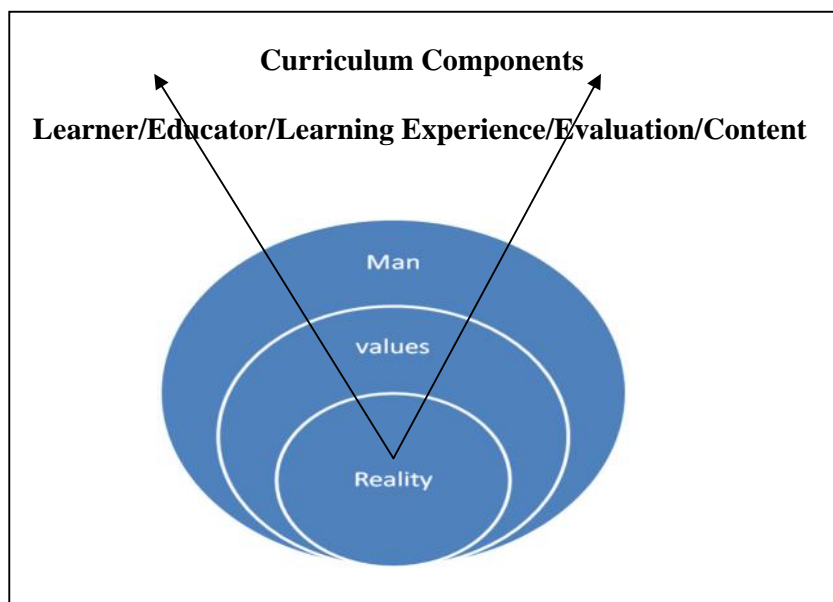 Curriculum Components
Learner/Educator/Learning Experience/Evaluation/Content
Man
values
Reality